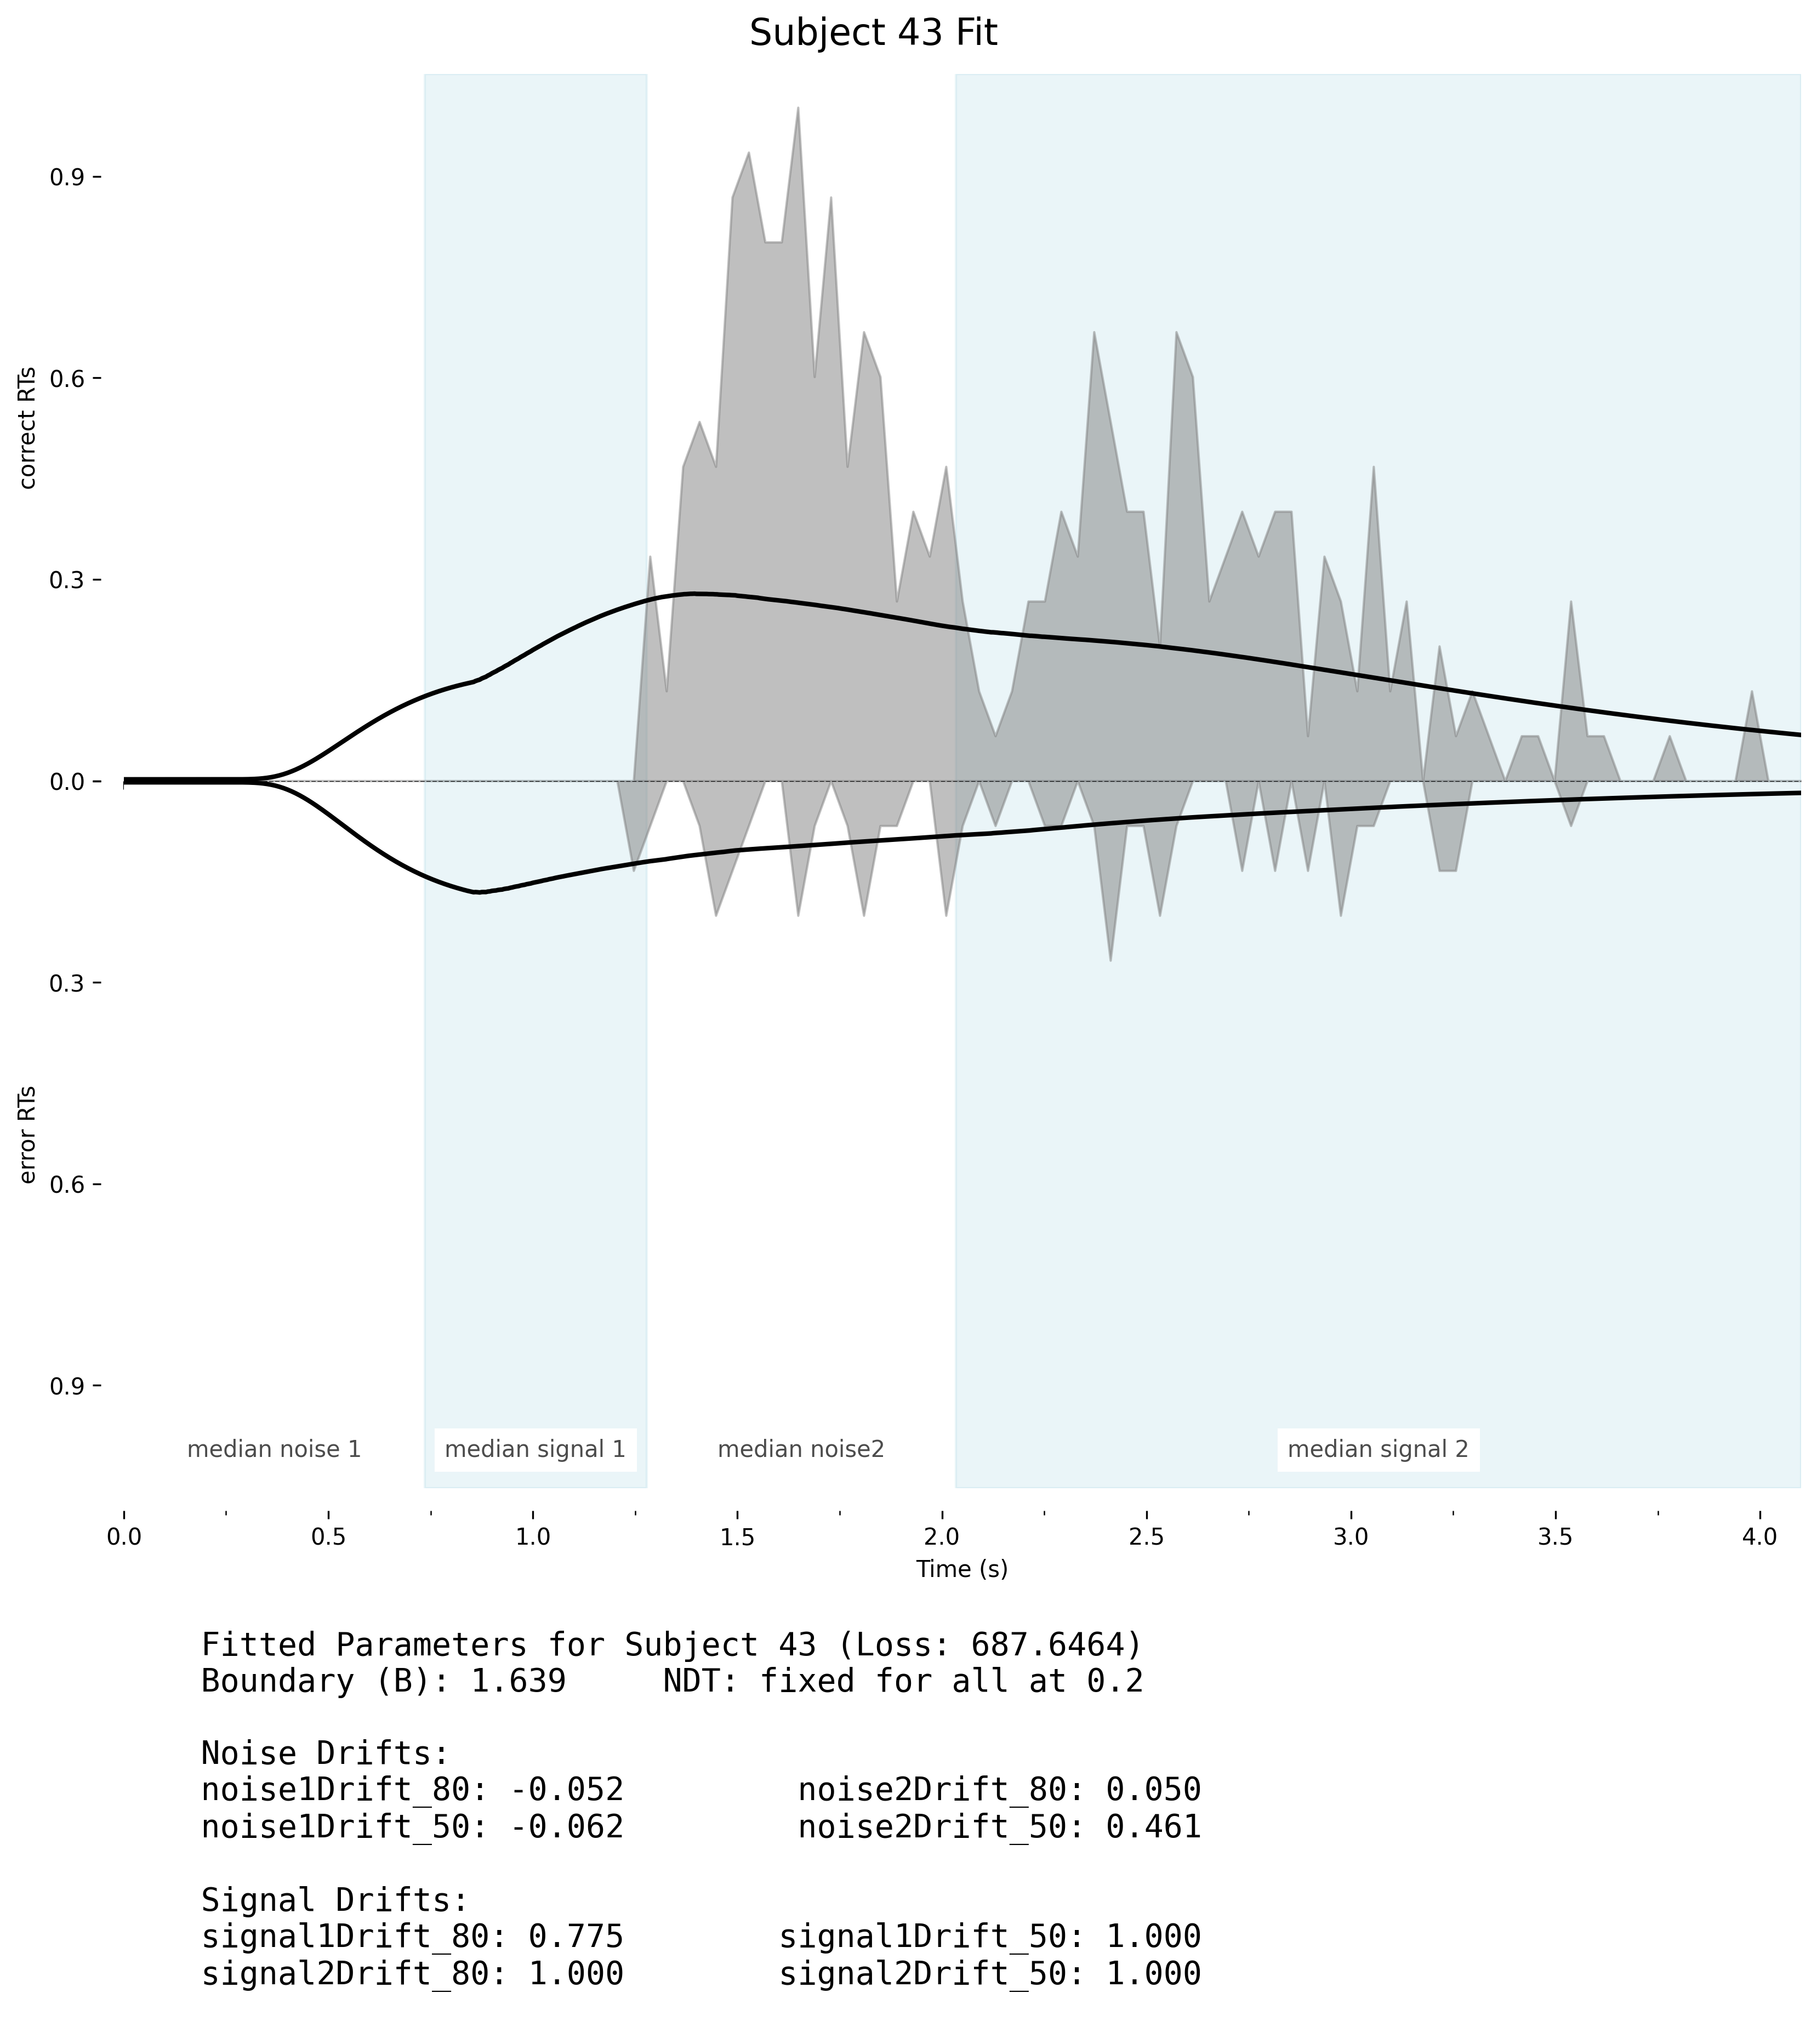 Subject 43 Fit
0.9
0.6
0.3
0.0
0.3
0.6
0.9
correct RTs
error RTs
median noise 1
median signal 1
median noise2
median signal 2
0.0 0.5 1.0 1.5 2.0 2.5 3.0 3.5 4.0
Time (s)
Fitted Parameters for Subject 43 (Loss: 687.6464)
Boundary (B): 1.639 NDT: fixed for all at 0.2
Noise Drifts:
noise1Drift_80: -0.052 noise2Drift_80: 0.050
noise1Drift_50: -0.062 noise2Drift_50: 0.461
Signal Drifts:
signal1Drift_80: 0.775 signal1Drift_50: 1.000
signal2Drift_80: 1.000 signal2Drift_50: 1.000